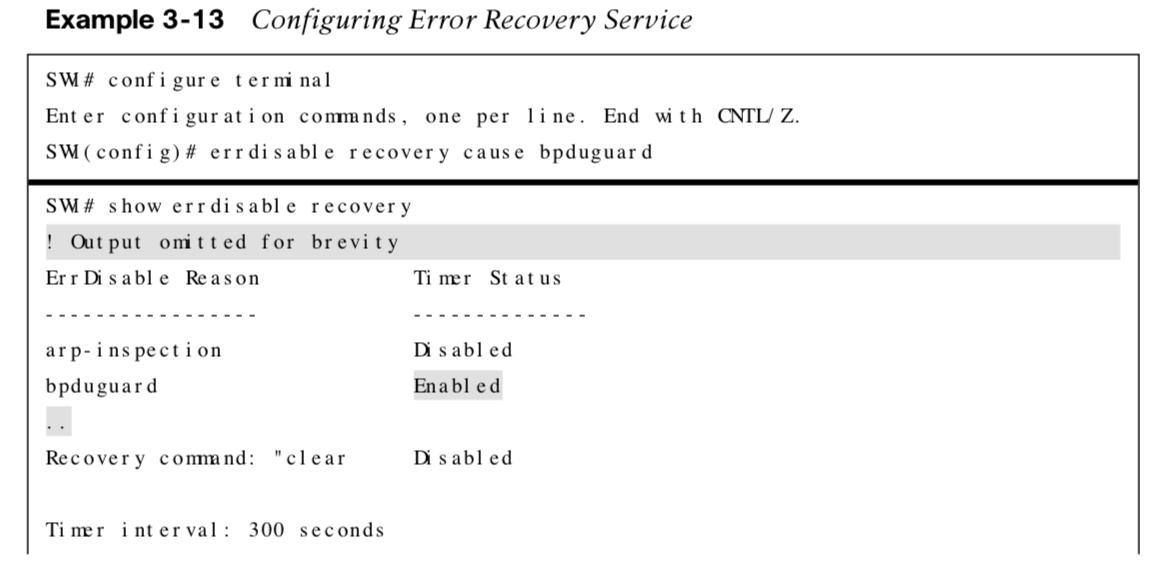 Example 3-13 Configuring Error Recovery Service
SW1# configure terminal
Enter configuration commands, one per line. End with CNTL/Z.
SW1(config)# errdisable recovery cause bpduguard
SW1# show errdisable recovery
! Output omitted for brevity
ErrDisable Reason Timer Status
----------------- --------------
arp-inspection Disabled
bpduguard Enabled
..
Recovery command: "clear Disabled
Timer interval: 300 seconds